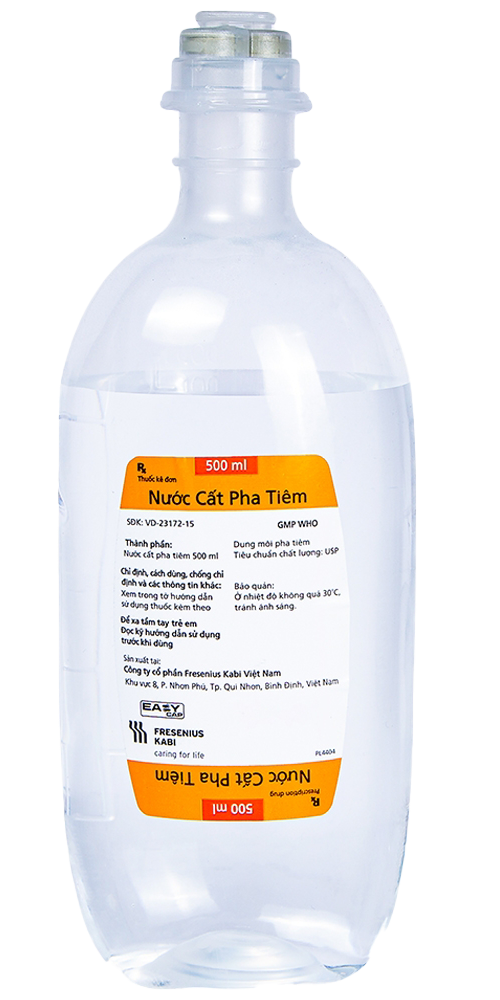 500 ml
Rx
Thuốc kê đơn
Nước Cất Pha Tiêm
SĐK: VD-23172-15 GMP WHO
Thành phần:
Nước cất pha tiêm 500 ml
Dung môi pha tiêm
Tiêu chuẩn chất lượng: USP
Chỉ định, cách dùng, chống chỉ
định và các thông tin khác:
Xem trong tờ hướng dẫn
sử dụng thuốc kèm theo
Bảo quản:
Ở nhiệt độ không quá 30°C,
tránh ánh sáng.
Để xa tầm tay trẻ em
Đọc kỹ hướng dẫn sử dụng
trước khi dùng
Sản xuất tại:
Công ty cổ phần Fresenius Kabi Việt Nam
Khu vực 8, P. Nhơn Phú, Tp. Qui Nhơn, Bình Định, Việt Nam
EAZY
CAP
FRESENIUS
KABI
caring for life
PL4404
Nước Cất Pha Tiêm
Rx
Prescription drug
500 ml